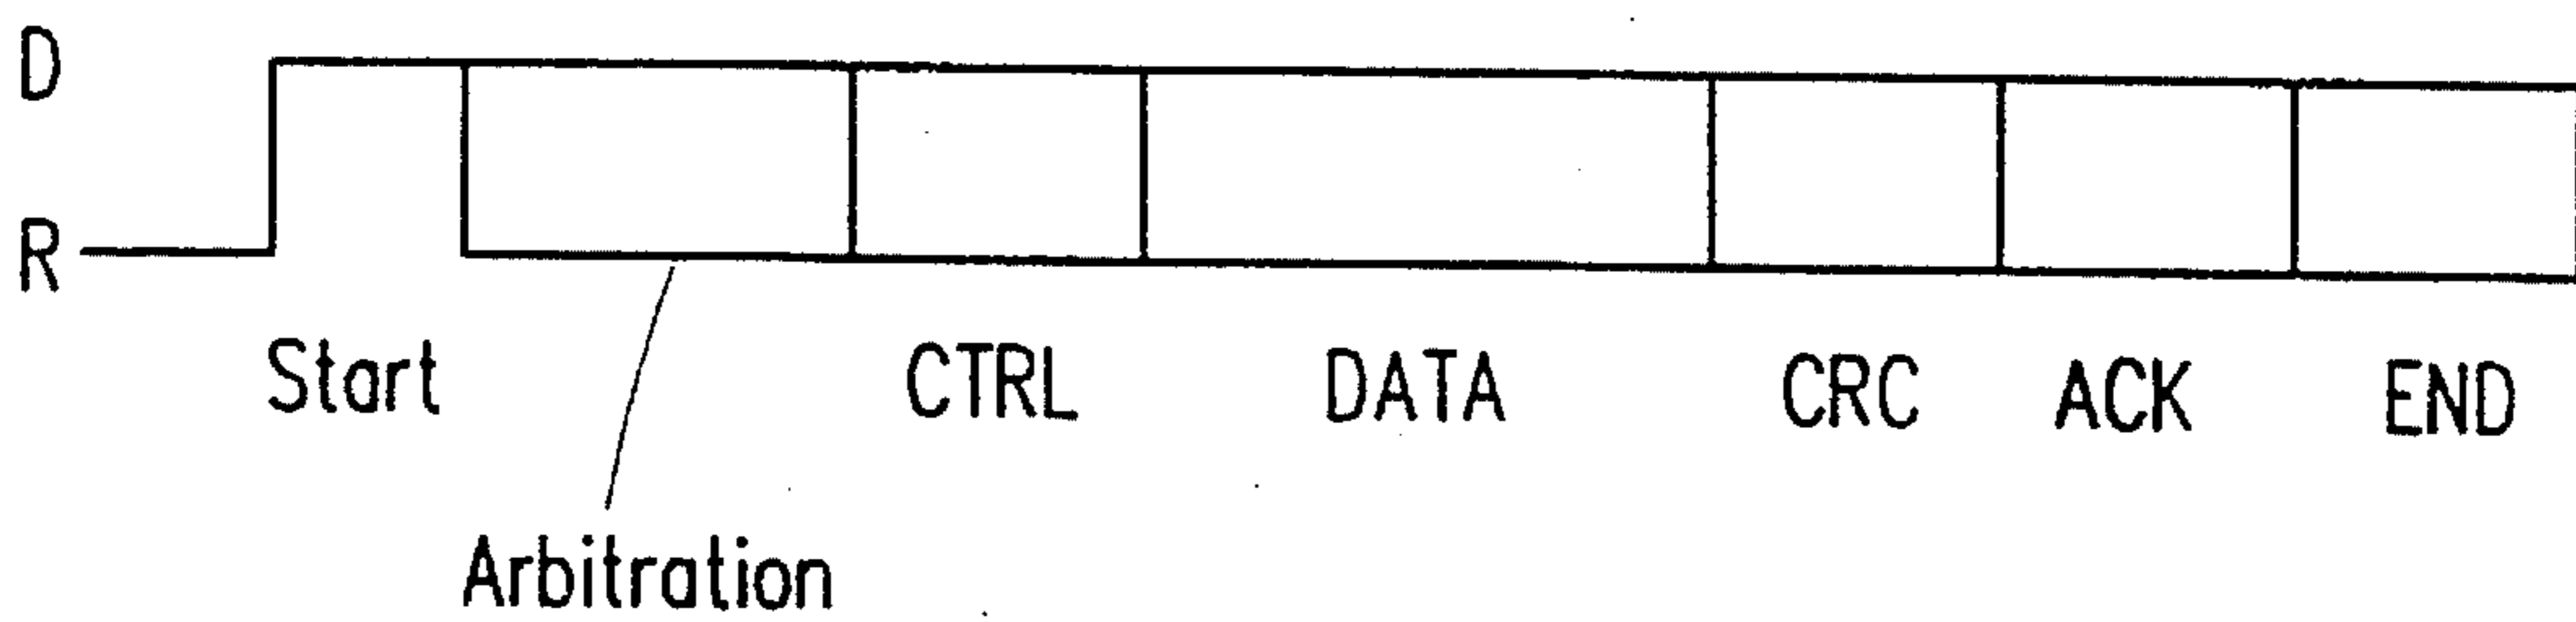 D
R
Start CTRL DATA CRC ACK END
Arbitration